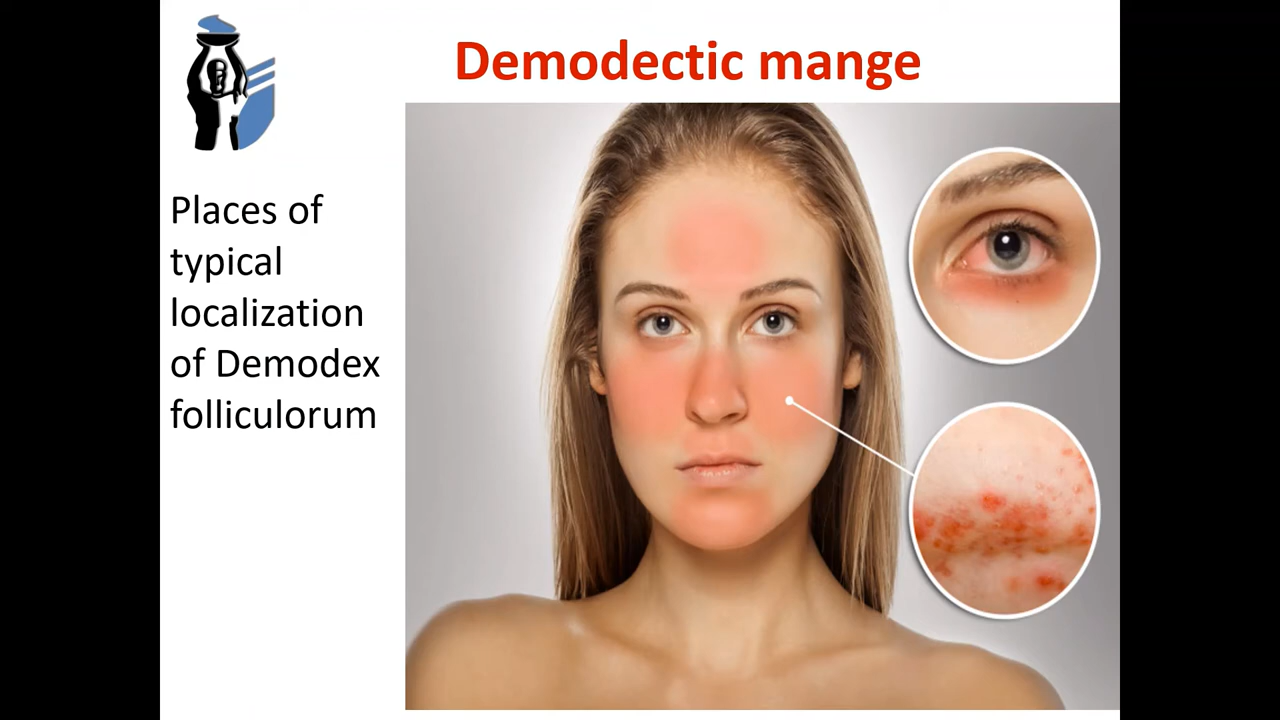 Demodectic mange
Places of
typical
localization
of Demodex
folliculorum